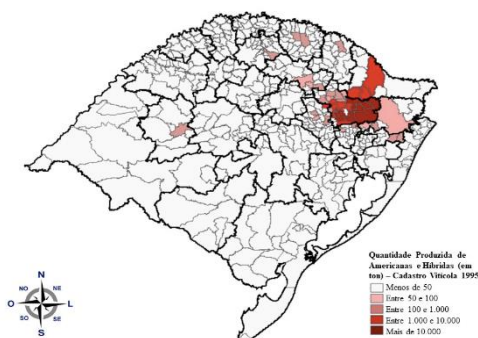 Quantidade Produzida de
Americanas e Híbridas (em
ton) – Cadastro Vitícola 1995
Menos de 50
Entre 50 e 100
Entre 100 e 1.000
Entre 1.000 e 10.000
Mais de 10.000
N
NO NE
O L
SO SE
S